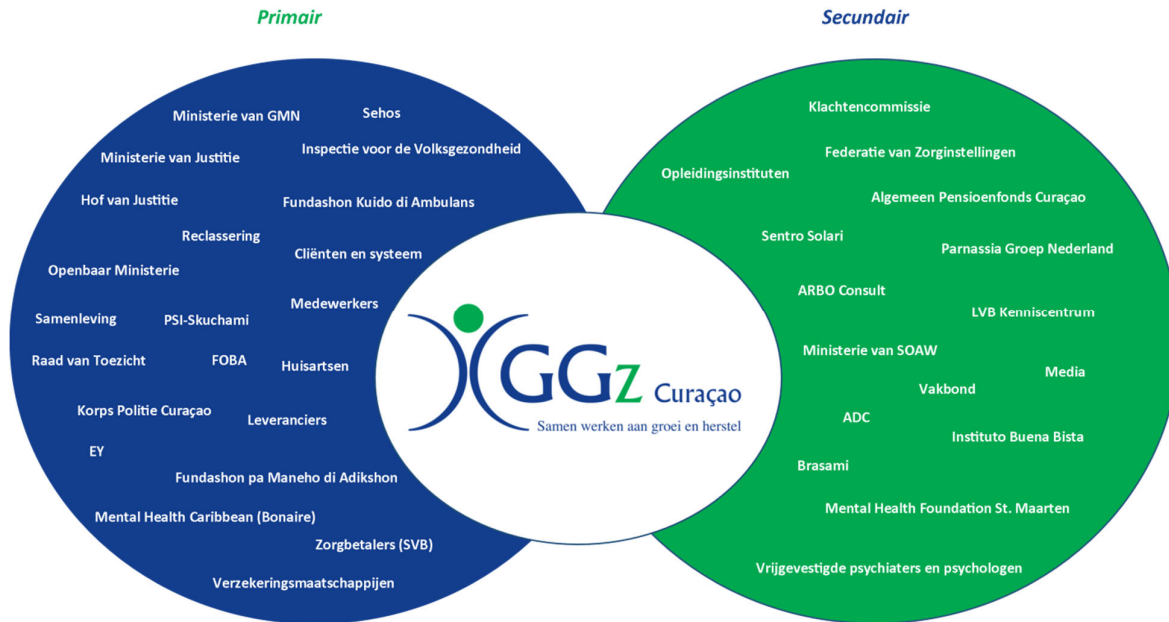 Primair
Secundair
Ministerie van GMN
Sehos
Ministerie van Justitie
Inspectie voor de Volksgezondheid
Hof van Justitie
Fundashon Kuido di Ambulans
Reclassering
Cliënten en systeem
Openbaar Ministerie
Medewerkers
Samenleving
PSI-Skuchami
Raad van Toezicht
FOBA
Huisartsen
Korps Politie Curaçao
Leveranciers
EY
Fundashon pa Maneho di Adikshon
Mental Health Caribbean (Bonaire)
Zorgbetalers (SVB)
Verzekeringsmaatschappijen
GGz Curaçao
Samen werken aan groei en herstel
Klachtencommissie
Federatie van Zorginstellingen
Opleidingsinstituten
Algemeen Pensioenfonds Curaçao
Sentro Solari
Parnassia Groep Nederland
ARBO Consult
LVB Kenniscentrum
Ministerie van SOAW
Media
Vakbond
ADC
Instituto Buena Bista
Brasami
Mental Health Foundation St. Maarten
Vrijgevestigde psychiaters en psychologen